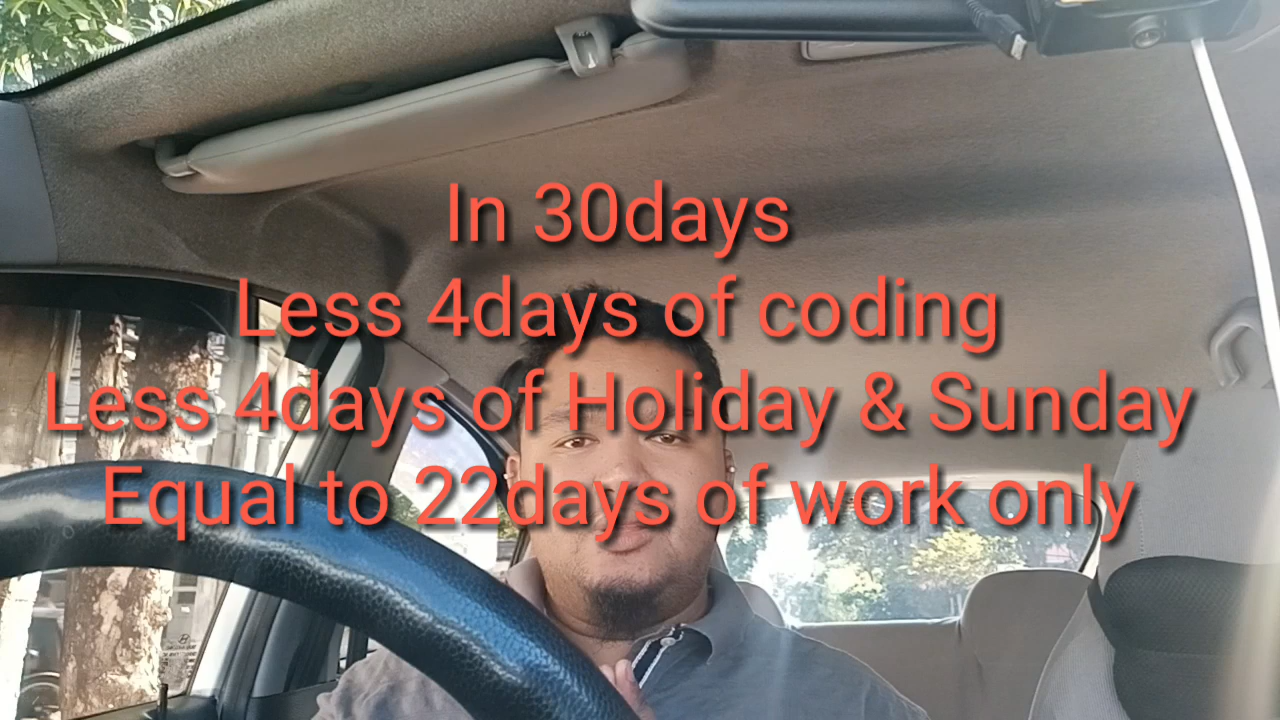 In 30days
Less 4days of coding
Less 4days of Holiday & Sunday
Equal to 22days of work only